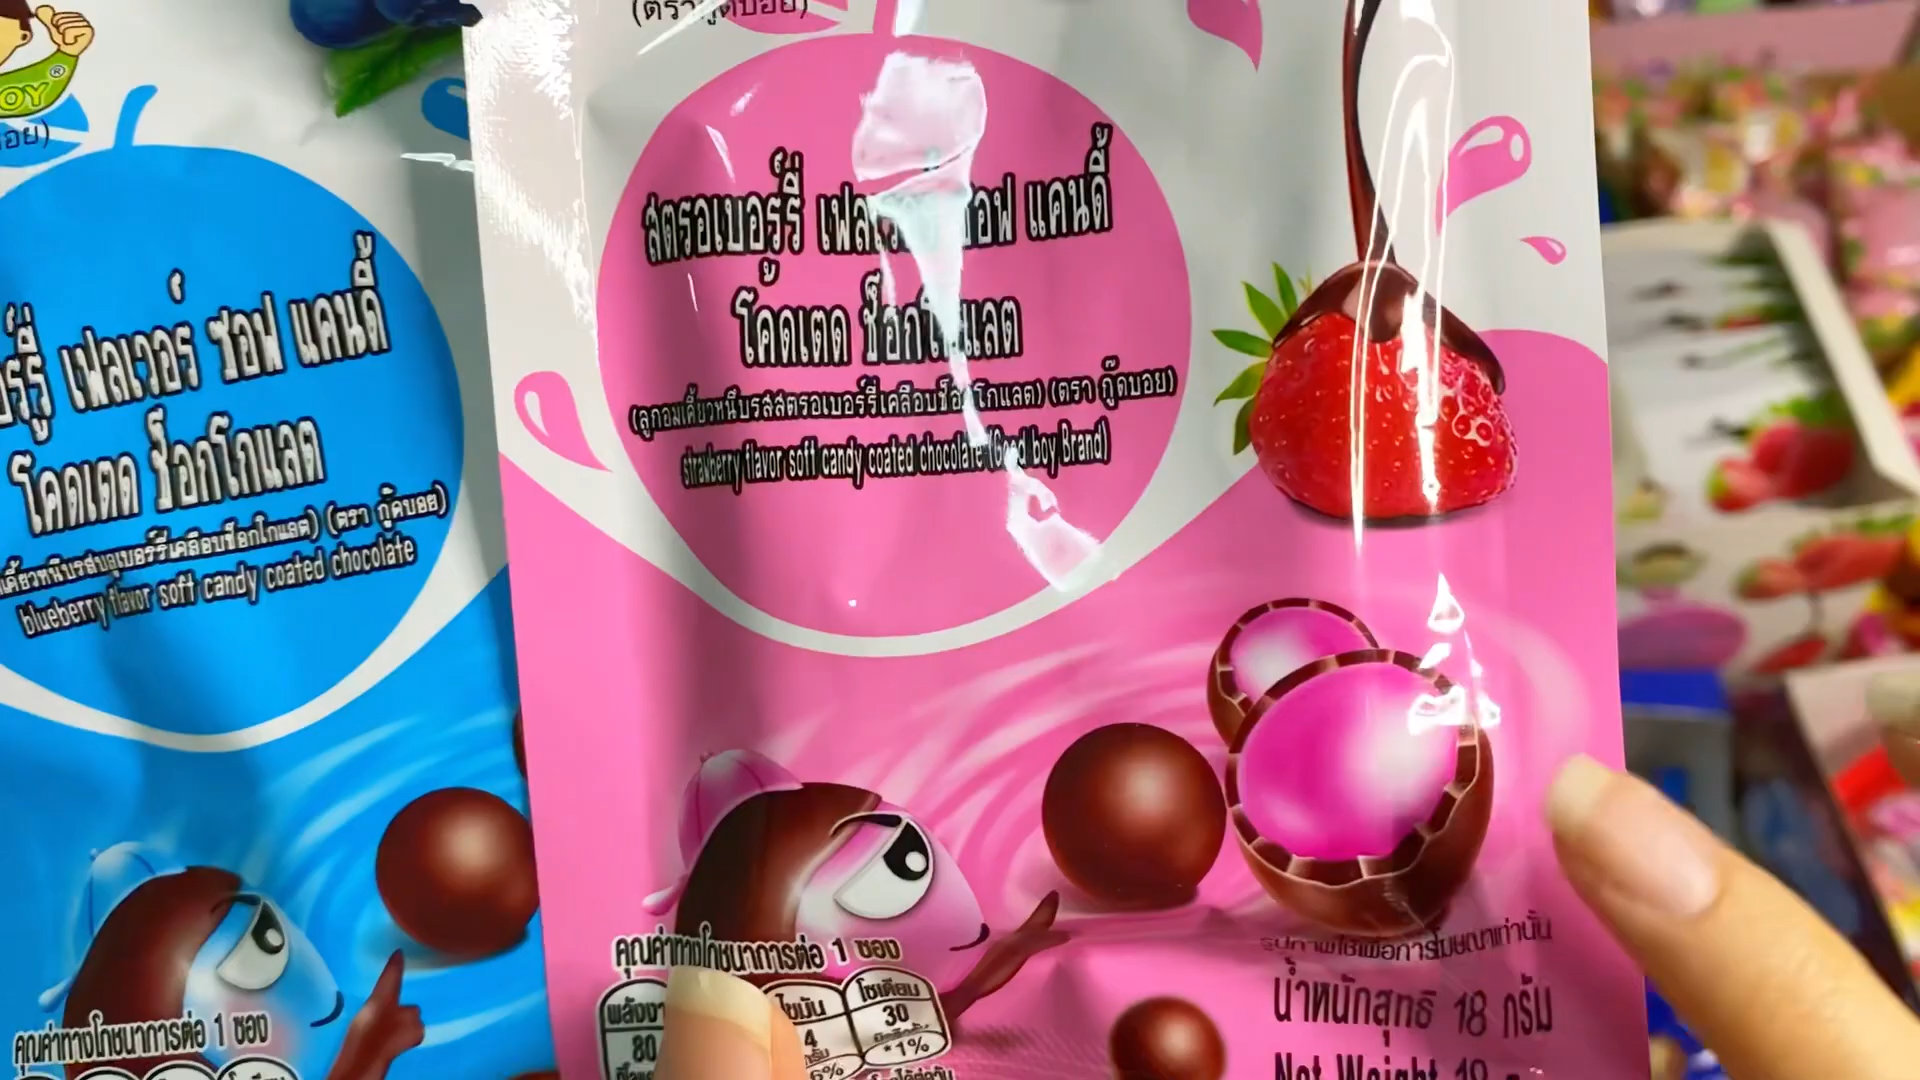 OY®
(ตรากู๊ดบอย)
สตรอเบอร์รี่ เฟลเวอร์ ซอฟ แคนดี้
โค้ดเตด ช็อกโกแลต
(ลูกอมเคี้ยวหนึบรสสตรอเบอร์รี่เคลือบช็อกโกแลต) (ตรา กู๊ดบอย)
strawberry flavor soft candy coated chocolate (Good boy Brand)
คุณค่าทางโภชนาการต่อ 1 ซอง
ไขมัน
4
โซเดียม
30
*1%
80
รูปภาพใช้เพื่อการโฆษณาเท่านั้น
น้ำหนักสุทธิ 18 กรัม
Net Weight 18
เฟลเวอร์ ซอฟ แคนดี้
โค้ดเตด ช็อกโกแลต
(ตรา กู๊ดบอย)
blueberry flavor soft candy coated chocolate
คุณค่าทางโภชนาการต่อ 1 ซอง